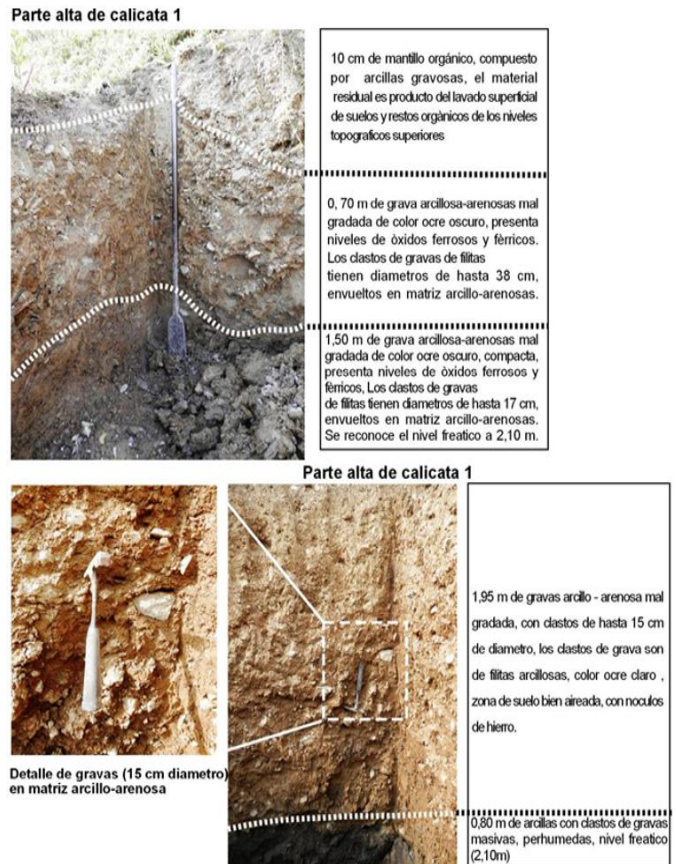 Parte alta de calicata 1
10 cm de mantillo orgánico, compuesto
por arcillas gravosas, el material
residual es producto del lavado superficial
de suelos y restos orgànicos de los niveles
topograficos superiores
0, 70 m de grava arcillosa-arenosas mal
gradada de color ocre oscuro, presenta
niveles de òxidos ferrosos y fèrricos.
Los clastos de gravas de filitas
tienen diametros de hasta 38 cm,
envueltos en matriz arcillo-arenosas.
1,50 m de grava arcillosa-arenosas mal
gradada de color ocre oscuro, compacta,
presenta niveles de òxidos ferrosos y
fèrricos, Los clastos de gravas
de filitas tienen diametros de hasta 17 cm,
envueltos en matriz arcillo-arenosas.
Se reconoce el nivel freatico a 2,10 m.
Parte alta de calicata 1
1,95 m de gravas arcillo - arenosa mal
gradada, con clastos de hasta 15 cm
de diametro, los clastos de grava son
de filitas arcillosas, color ocre claro ,
zona de suelo bien aireada, con noculos
de hierro.
Detalle de gravas (15 cm diametro)
en matriz arcillo-arenosa
0,80 m de arcillas con clastos de gravas
masivas, perhumedas, nivel freatico
(2,10m)